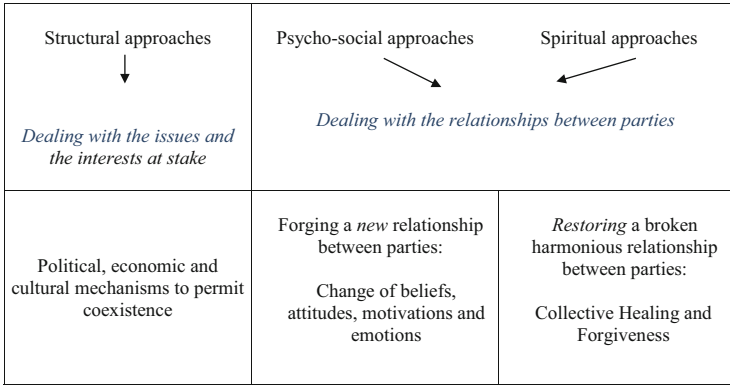 Structural approaches
Psycho-social approaches
Spiritual approaches
Dealing with the issues and
the interests at stake
Dealing with the relationships between parties
Political, economic and
cultural mechanisms to permit
coexistence
Forging a new relationship
between parties:
Change of beliefs,
attitudes, motivations and
emotions
Restoring a broken
harmonious relationship
between parties:
Collective Healing and
Forgiveness